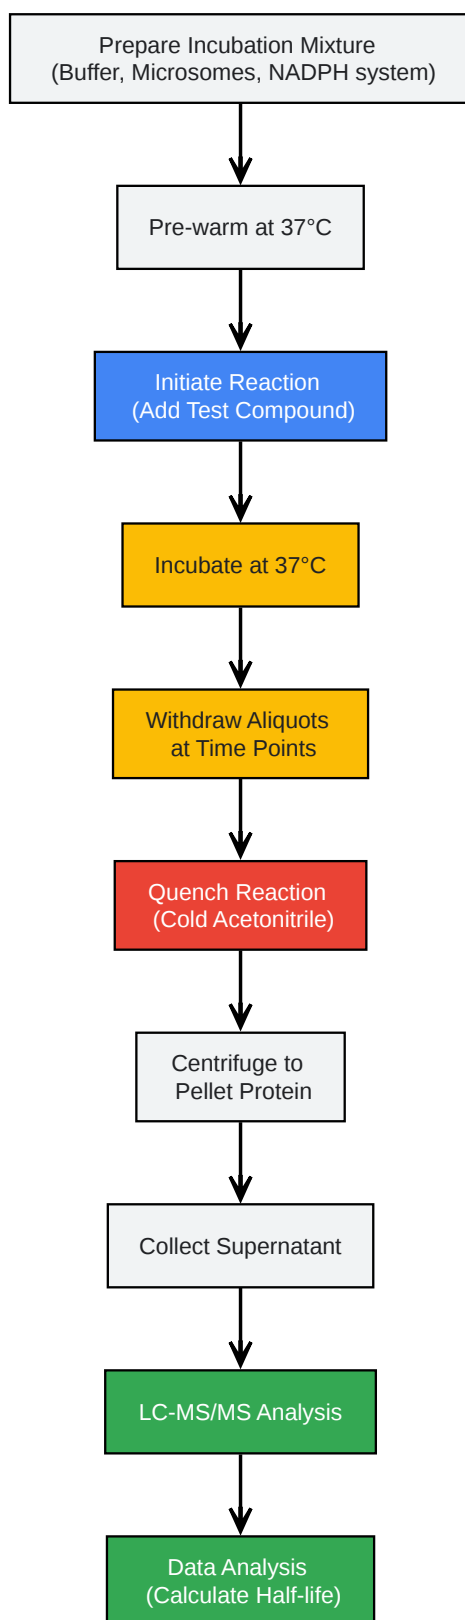 Prepare Incubation Mixture
(Buffer, Microsomes, NADPH system)
Pre-warm at 37°C
Initiate Reaction
(Add Test Compound)
Incubate at 37°C
Withdraw Aliquots
at Time Points
Quench Reaction
(Cold Acetonitrile)
Centrifuge to
Pellet Protein
Collect Supernatant
LC-MS/MS Analysis
Data Analysis
(Calculate Half-life)